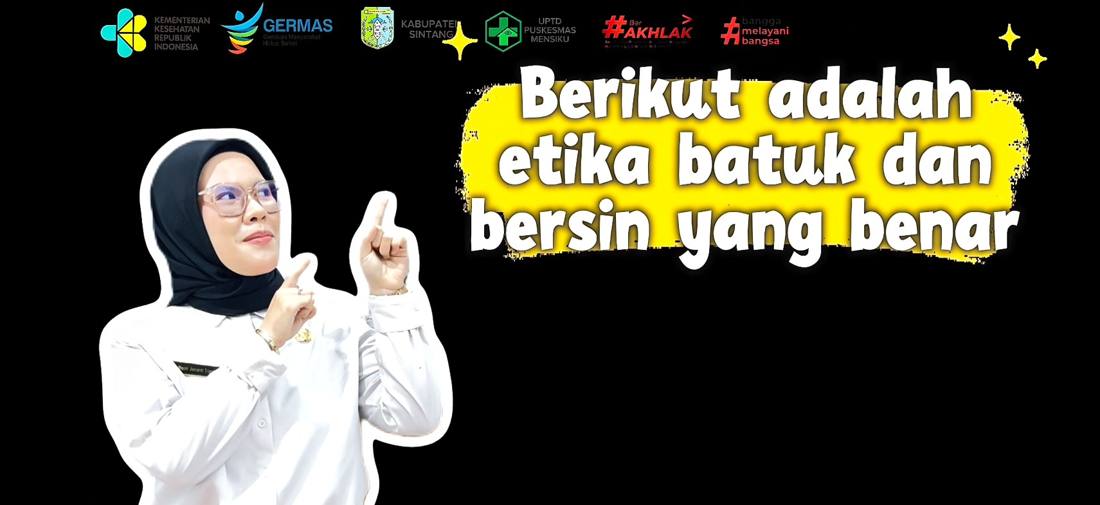 KEMENTERIAN
KESEHATAN
REPUBLIK
INDONESIA
GERMAS
KABUPATEN
SINTANG
UPTD
PUSKESMAS
MENSIKU
Ber
#AKHLAK
# bangga
melayani
bangsa
Berikut adalah
etika batuk dan
bersin yang benar